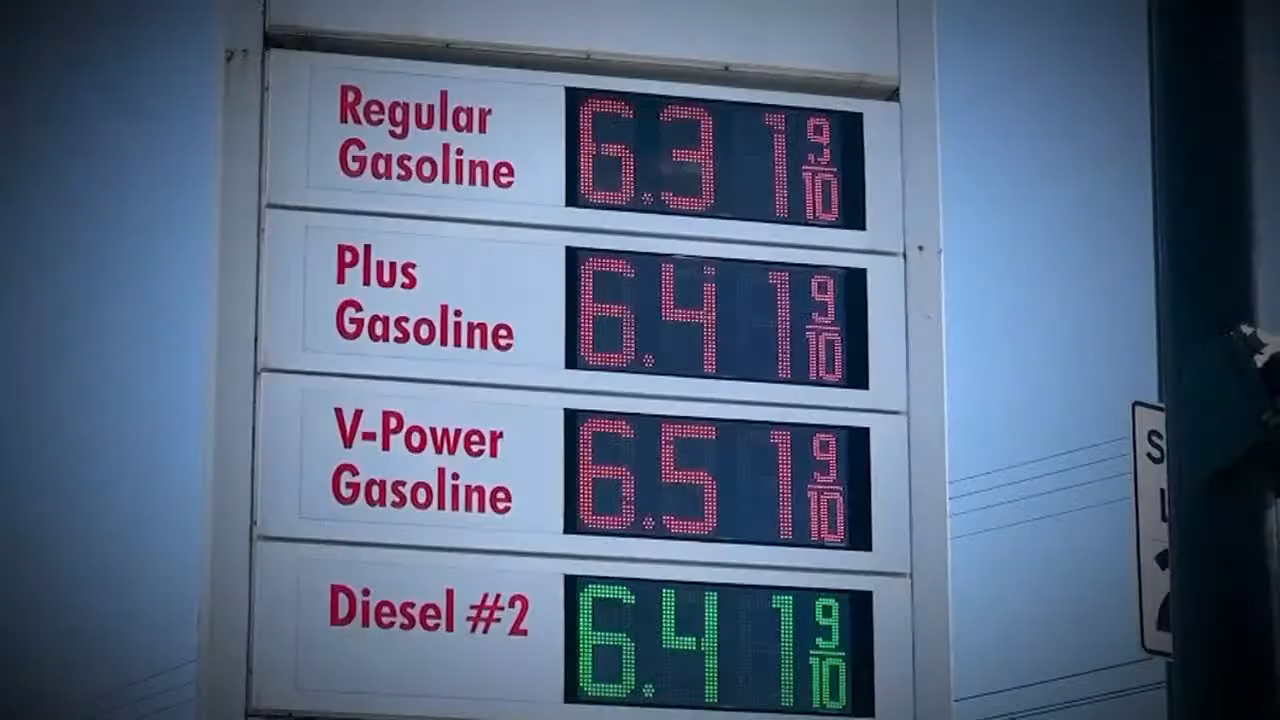 Regular
Gasoline
6.31 9/10
Plus
Gasoline
6.41 9/10
V-Power
Gasoline
6.51 9/10
Diesel #2
6.41 9/10
S
L